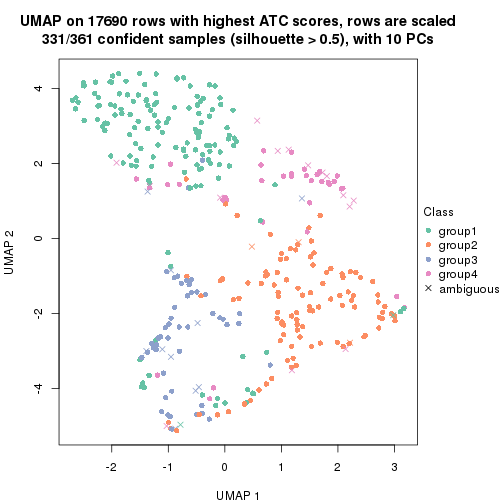 UMAP on 17690 rows with highest ATC scores, rows are scaled
331/361 confident samples (silhouette > 0.5), with 10 PCs
4
2
0
-2
-4
UMAP 2
-2
-1
0
1
2
3
UMAP 1
Class
group1
group2
group3
group4
ambiguous